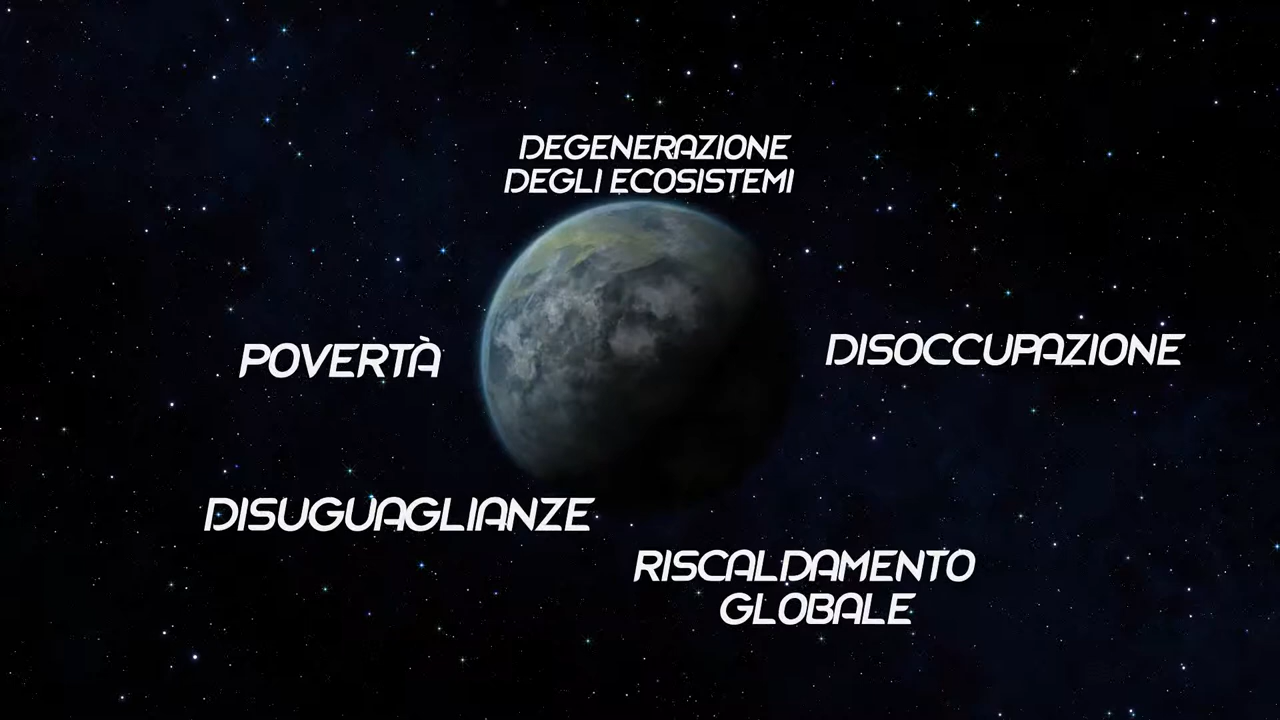 DEGENERAZIONE
DEGLI ECOSISTEMI
POVERTÀ
DISOCCUPAZIONE
DISUGUAGLIANZE
RISCALDAMENTO
GLOBALE